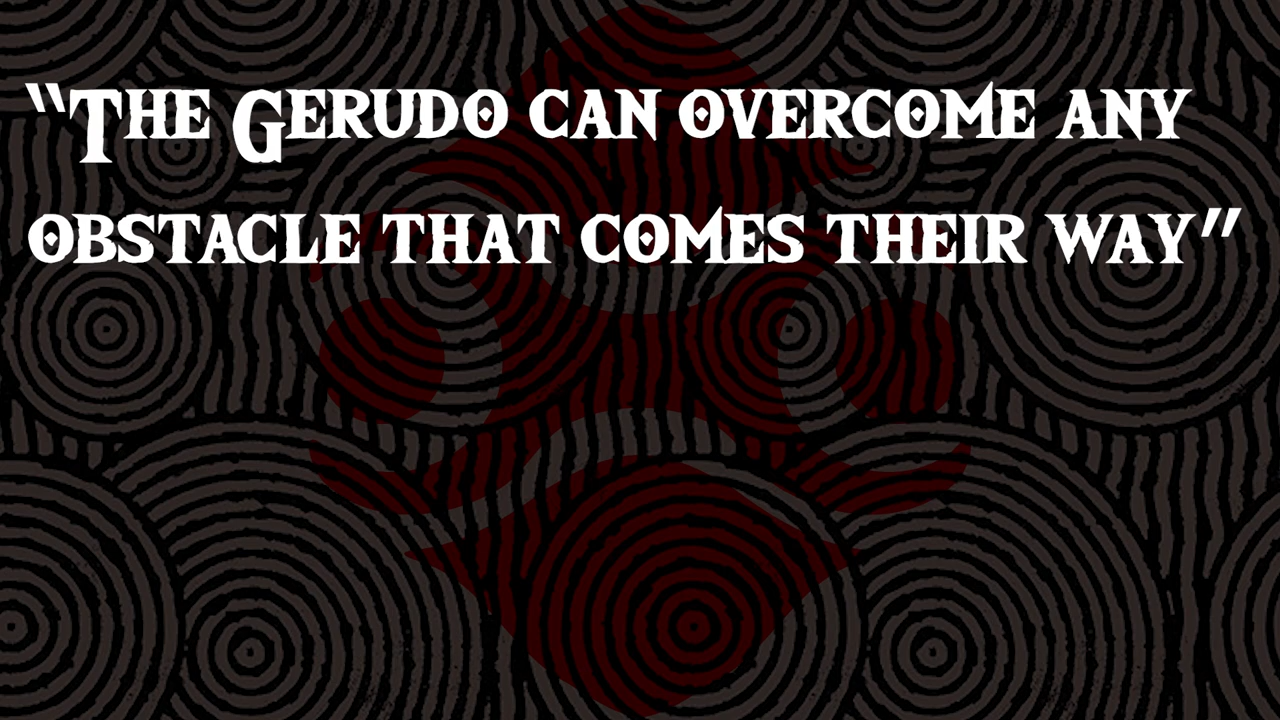 “The Gerudo can overcome any
obstacle that comes their way”